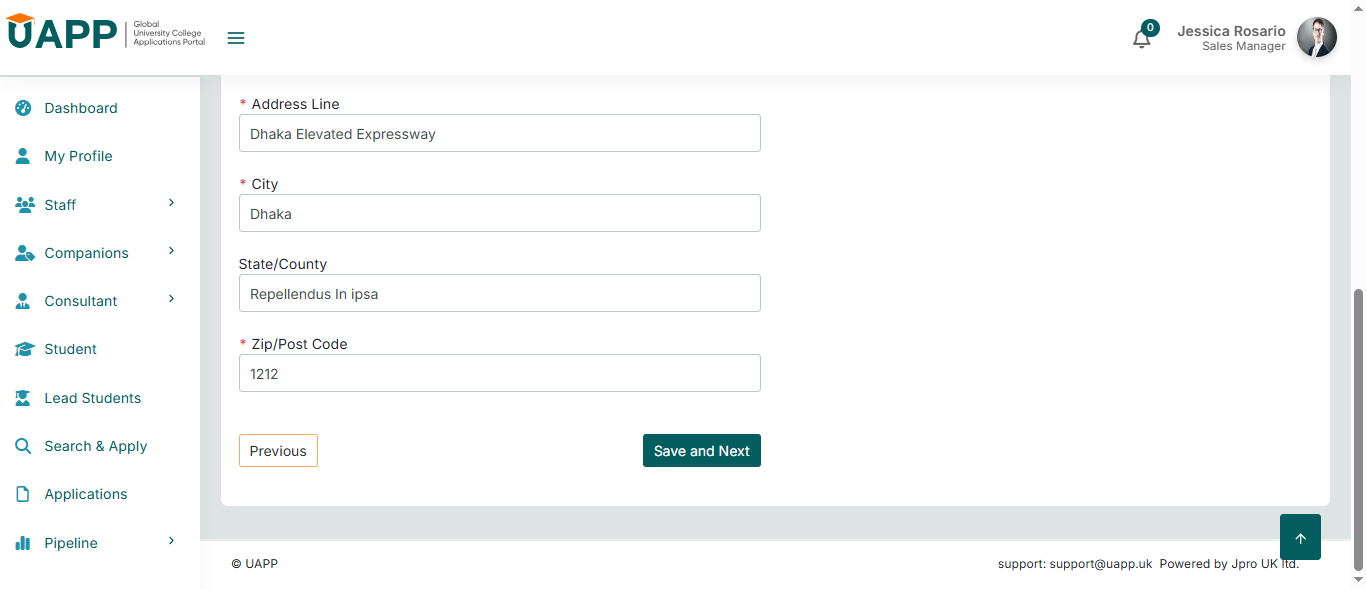 UAPP
Global
University College
Applications Portal
0
Jessica Rosario
Sales Manager
Dashboard
My Profile
Staff
Companions
Consultant
Student
Lead Students
Search & Apply
Applications
Pipeline
* Address Line
Dhaka Elevated Expressway
* City
Dhaka
State/County
Repellendus In ipsa
* Zip/Post Code
1212
Previous
Save and Next
© UAPP
support: support@uapp.uk Powered by Jpro UK ltd.